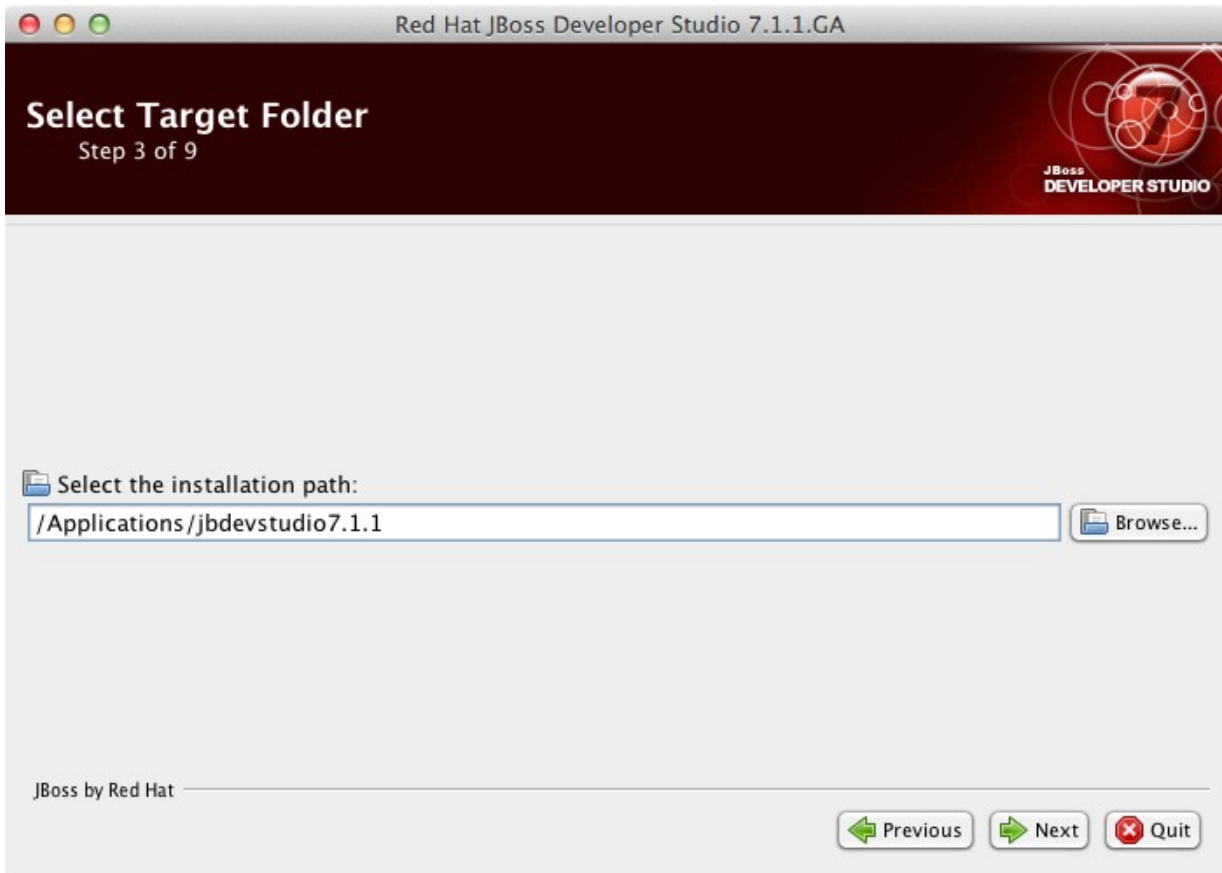 Red Hat JBoss Developer Studio 7.1.1.GA
Select Target Folder
Step 3 of 9
7
JBoss
DEVELOPER STUDIO
Select the installation path:
/Applications/jbdevstudio7.1.1
Browse...
JBoss by Red Hat
Previous
Next
Quit